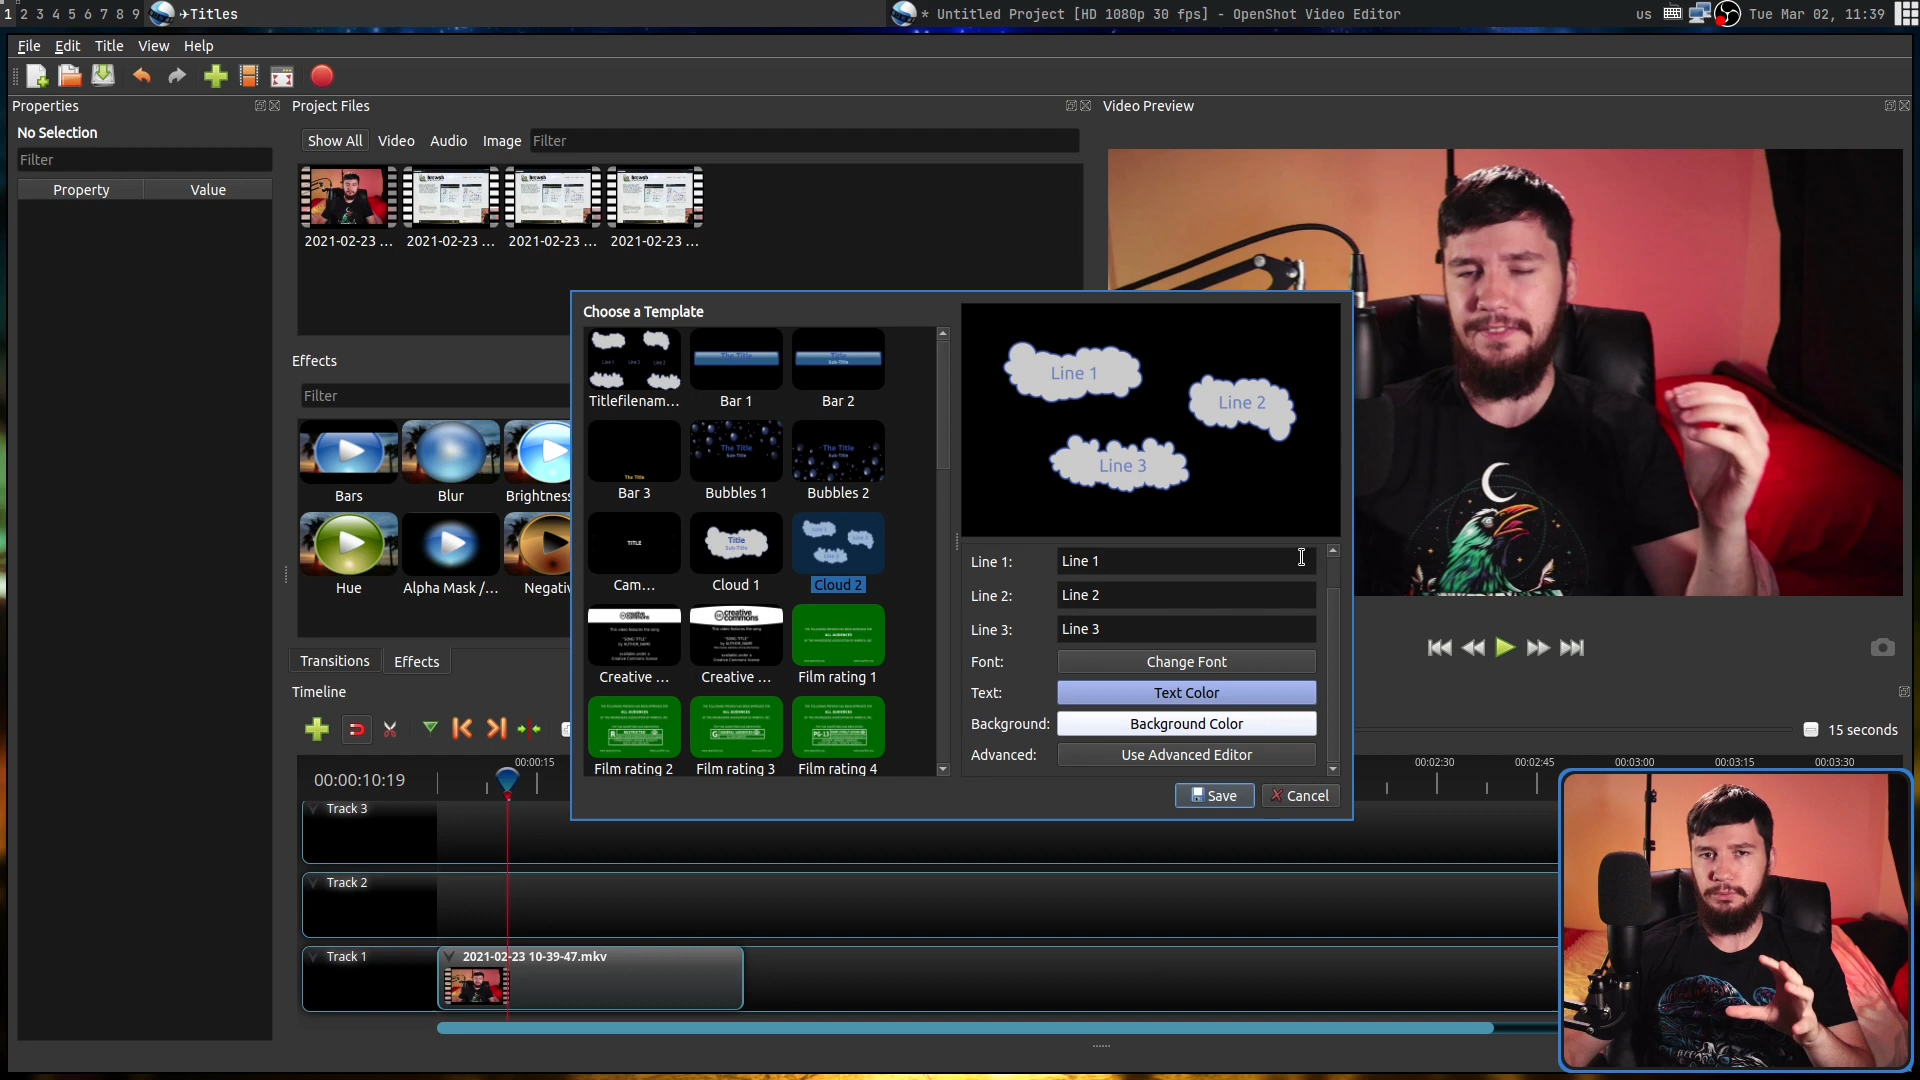 1 2 3 4 5 6 7 8 9 ✈Titles
* Untitled Project [HD 1080p 30 fps] - OpenShot Video Editor
us Tue Mar 02, 11:39
File Edit Title View Help
Properties
Project Files
Video Preview
No Selection
Filter
Property Value
Show All Video Audio Image Filter
2021-02-23 ... 2021-02-23 ... 2021-02-23 ... 2021-02-23 ...
Effects
Filter
Bars Blur Brightness
Hue Alpha Mask /... Negativ
Transitions Effects
Choose a Template
Titlefilenam... Bar 1 Bar 2
Bar 3 Bubbles 1 Bubbles 2
Cam... Cloud 1 Cloud 2
Creative ... Creative ... Film rating 1
Film rating 2 Film rating 3 Film rating 4
Line 1
Line 2
Line 3
Line 1: Line 1
Line 2: Line 2
Line 3: Line 3
Font: Change Font
Text: Text Color
Background: Background Color
Advanced: Use Advanced Editor
Save Cancel
Timeline
15 seconds
00:00:10:19
00:00:15 00:02:30 00:02:45 00:03:00 00:03:15 00:03:30
Track 3
Track 2
Track 1
2021-02-23 10-39-47.mkv